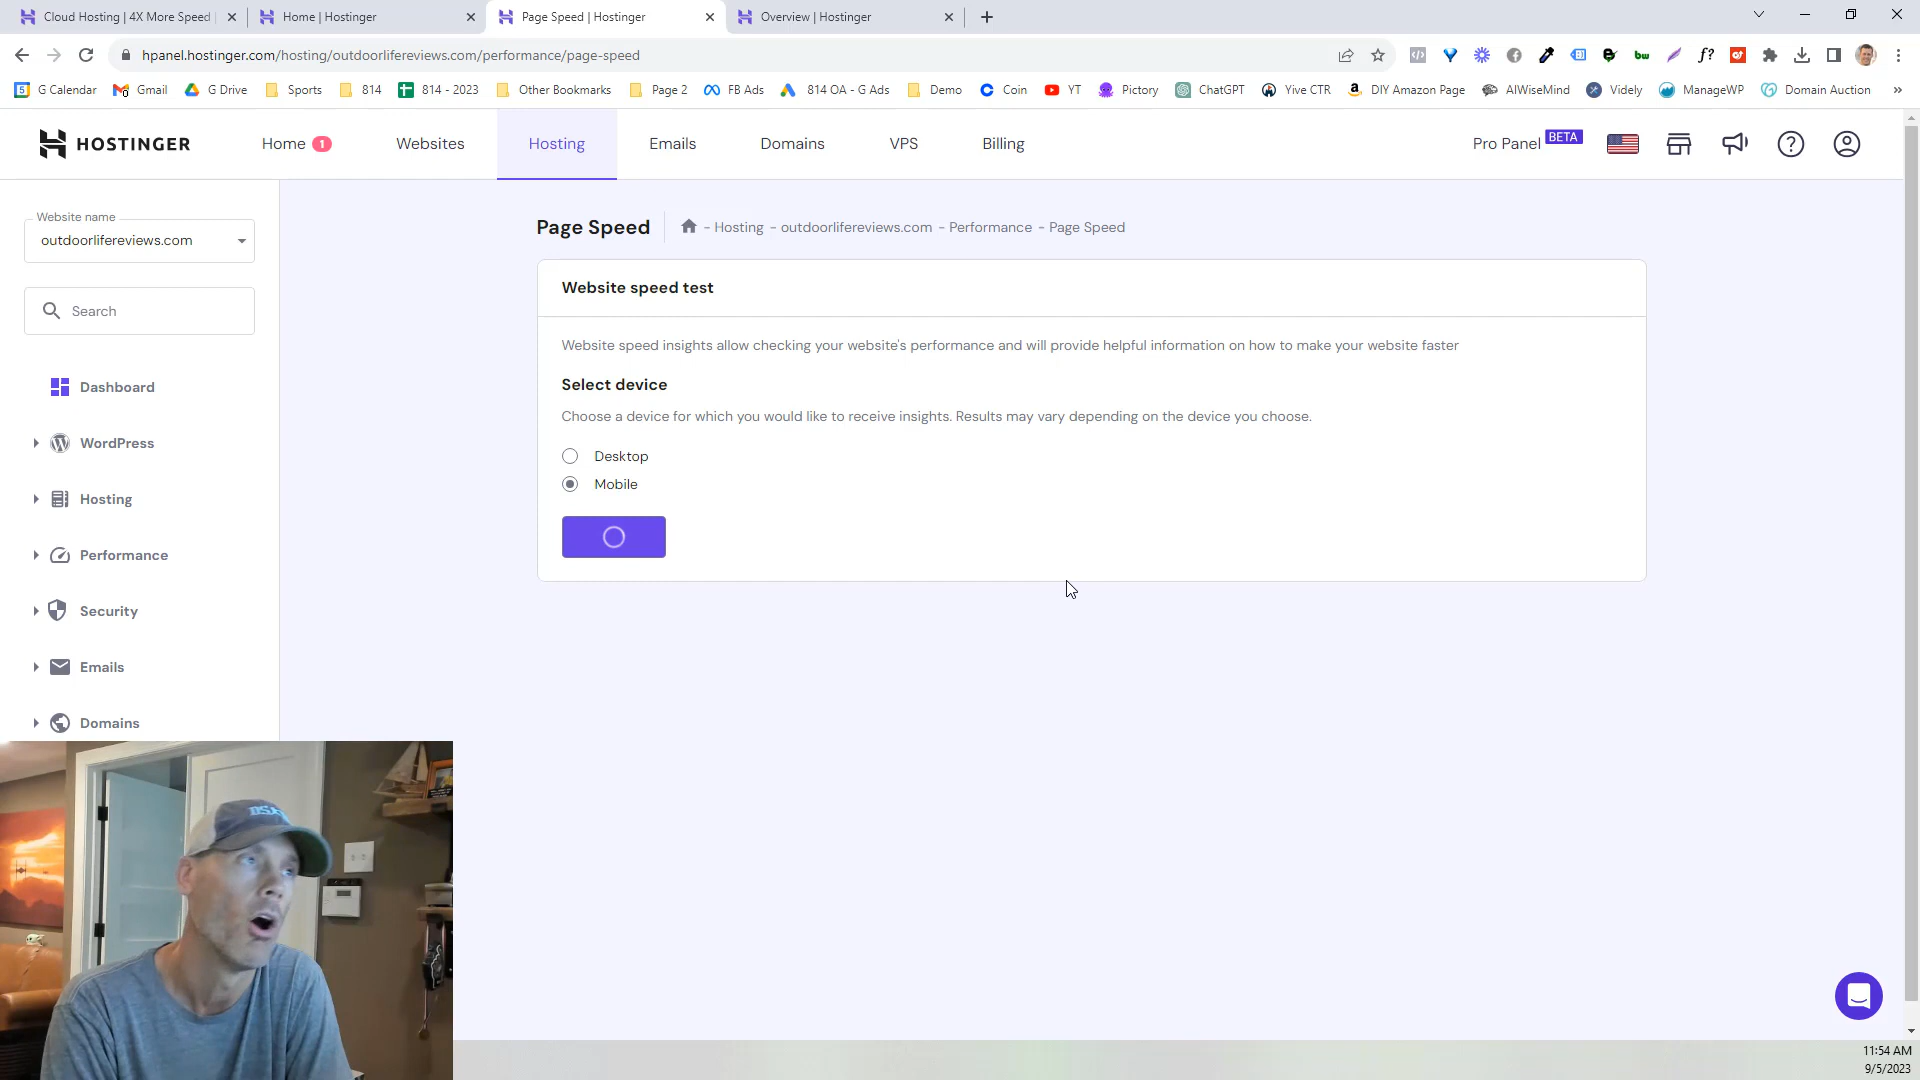 Cloud Hosting | 4X More Speed
Home | Hostinger
Page Speed | Hostinger
Overview | Hostinger
hpanel.hostinger.com/hosting/outdoorlifereviews.com/performance/page-speed
G Calendar
Gmail
G Drive
Sports
814
814 - 2023
Other Bookmarks
Page 2
FB Ads
814 OA - G Ads
Demo
Coin
YT
Pictory
ChatGPT
Yive CTR
DIY Amazon Page
AIWiseMind
Videly
ManageWP
Domain Auction
HOSTINGER
Home 1
Websites
Hosting
Emails
Domains
VPS
Billing
Pro Panel BETA
Website name
outdoorlifereviews.com
Search
Dashboard
WordPress
Hosting
Performance
Security
Emails
Domains
Page Speed
- Hosting - outdoorlifereviews.com - Performance - Page Speed
Website speed test
Website speed insights allow checking your website's performance and will provide helpful information on how to make your website faster
Select device
Choose a device for which you would like to receive insights. Results may vary depending on the device you choose.
Desktop
Mobile
11:54 AM
9/5/2023